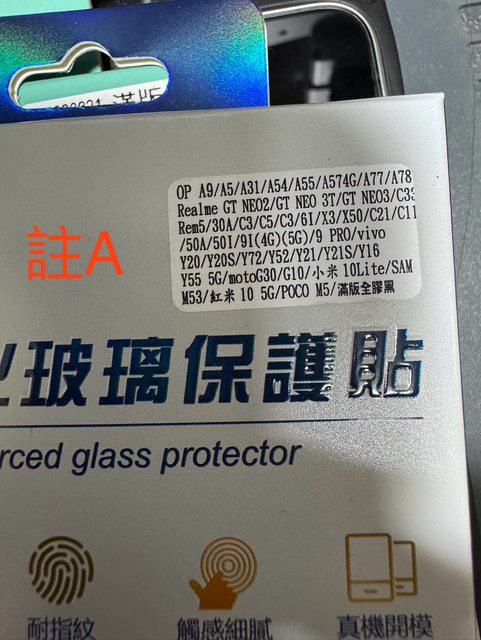 滿版
OP A9/A5/A31/A54/A55/A574G/A77/A78
Realme GT NEO2/GT NEO 3T/GT NEO3/C33
Rem5/30A/C3/C5/C3/6I/X3/X50/C21/C11
/50A/50I/9I(4G)(5G)/9 PRO/vivo
Y20/Y20S/Y72/Y52/Y21/Y21S/Y16
Y55 5G/motoG30/G10/小米 10Lite/SAM
M53/紅米 10 5G/POCO M5/滿版全膠黑
註A
玻璃保護貼
rced glass protector
耐指紋 觸感細膩 真機開模